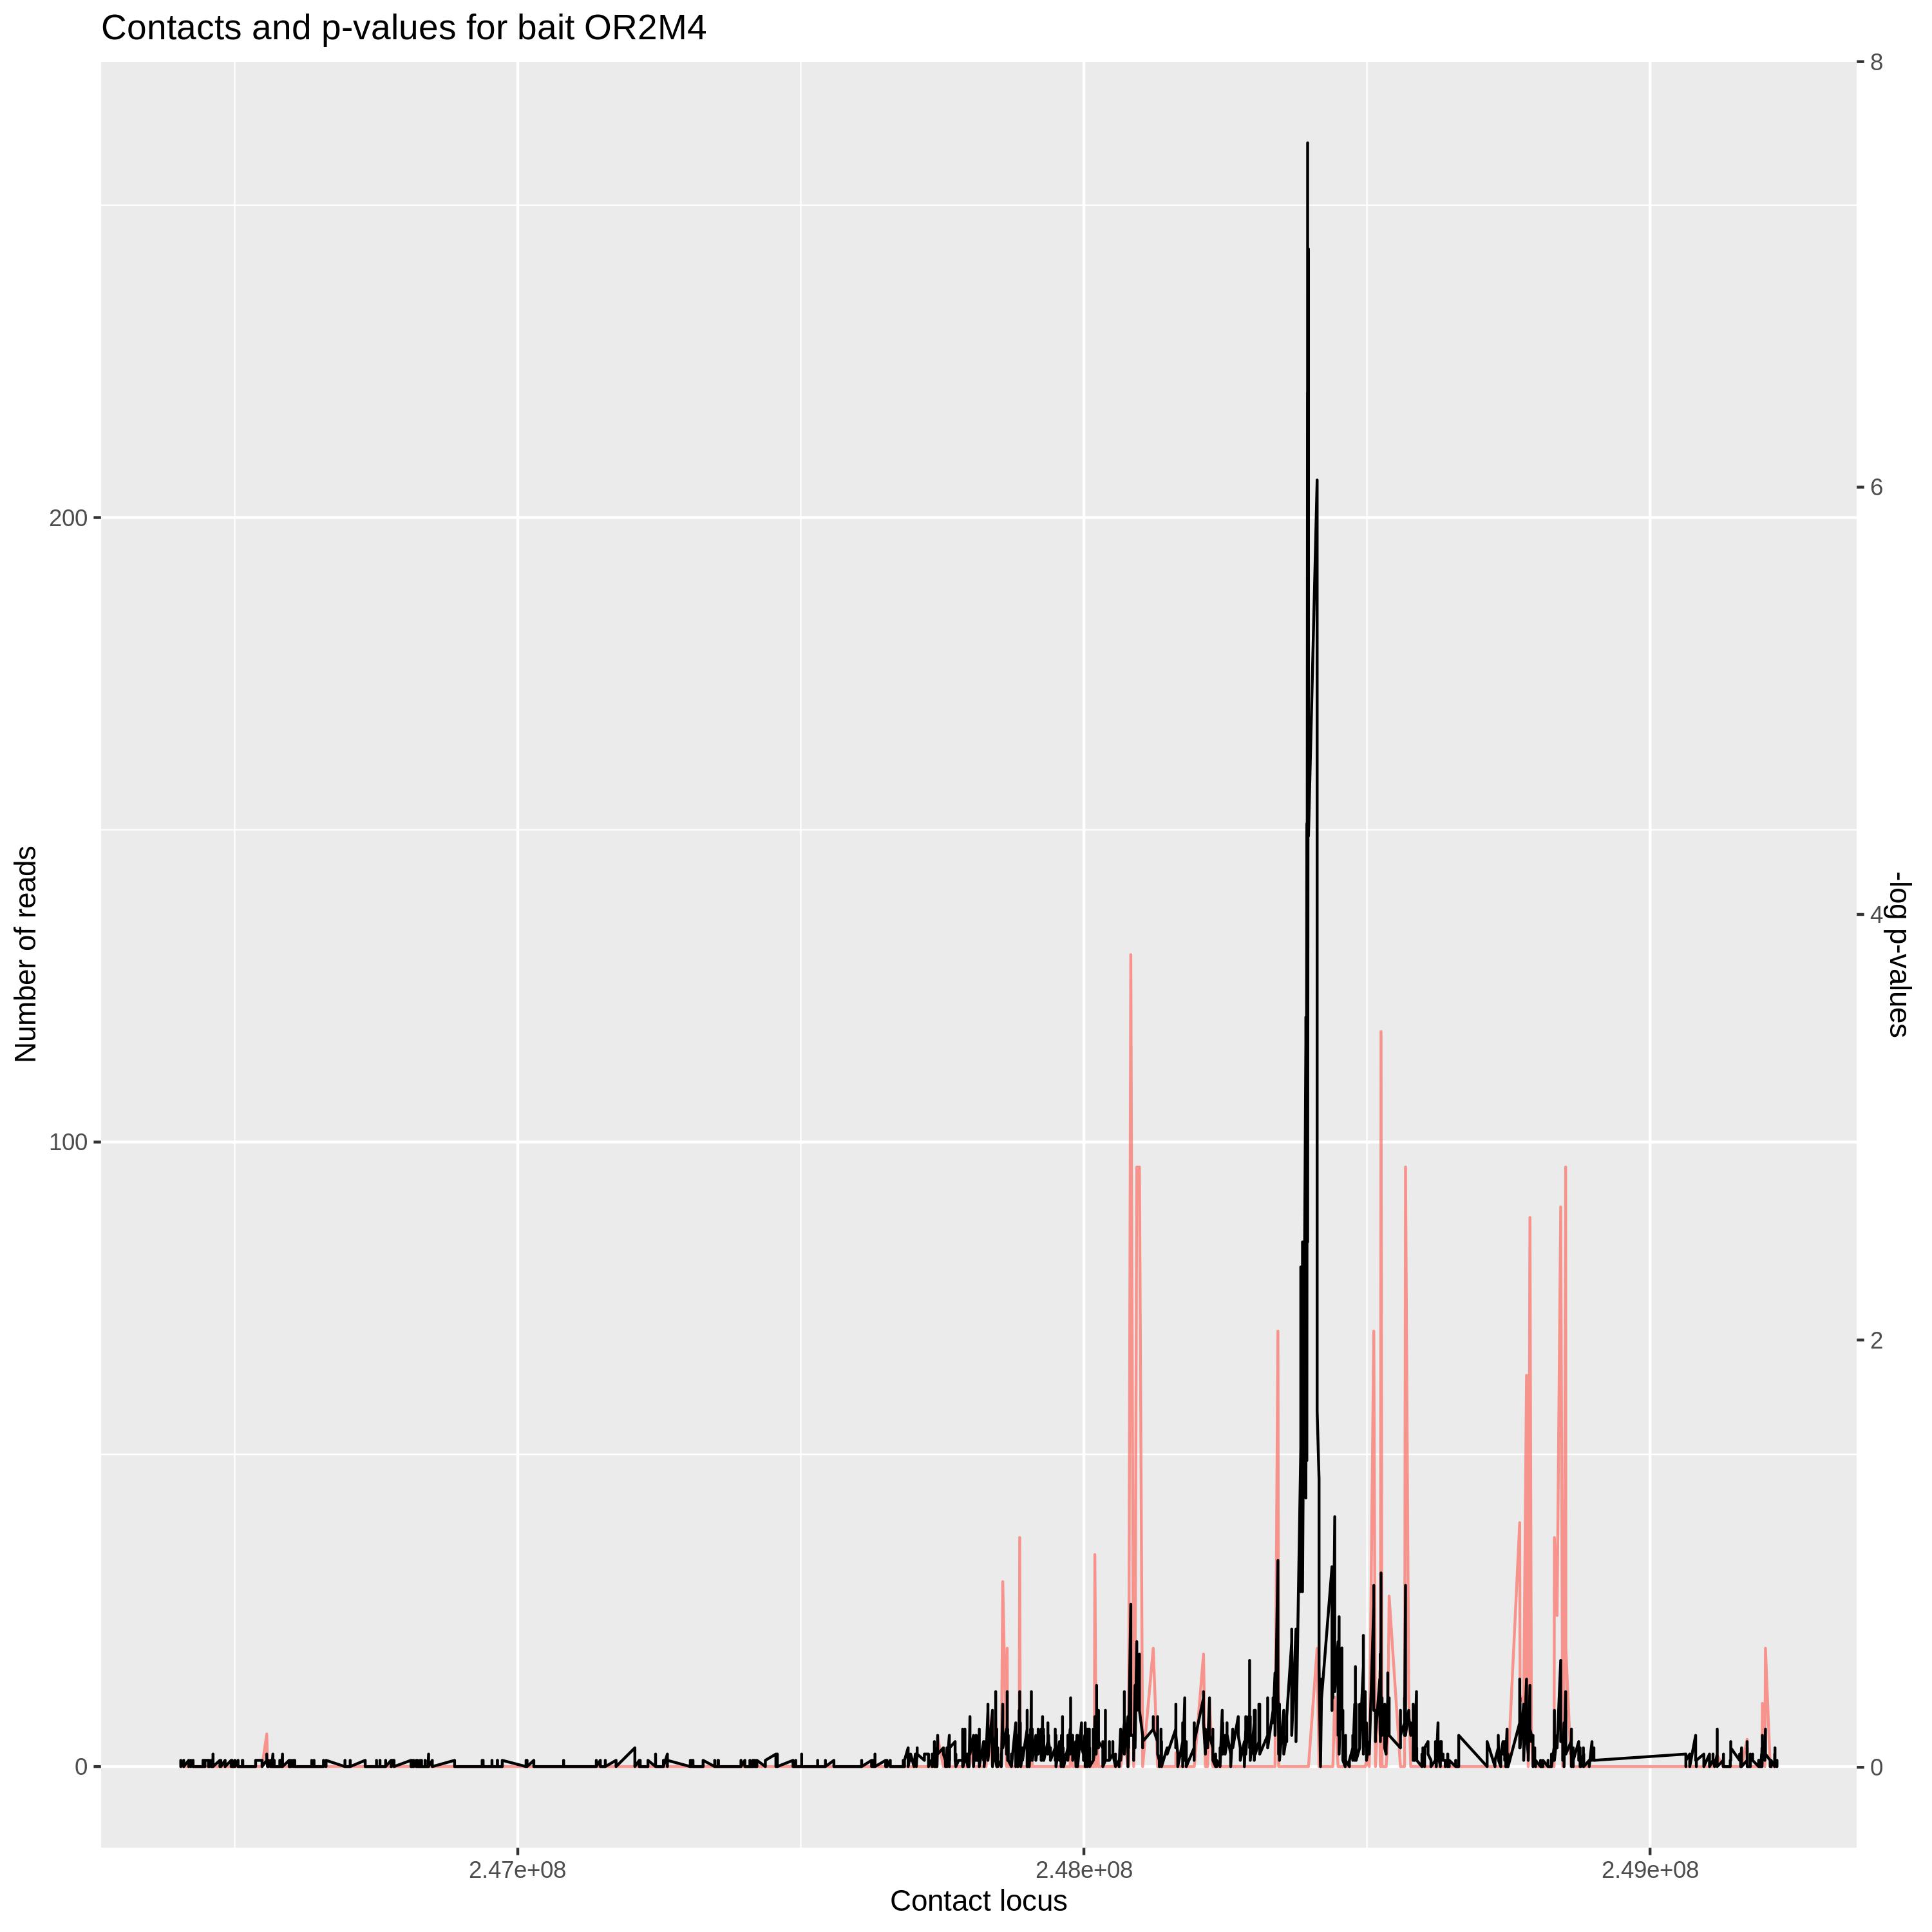 Contacts and p-values for bait OR2M4
8
6
4
2
0
200
100
0
Number of reads
-log p-values
2.47e+08
2.48e+08
2.49e+08
Contact locus